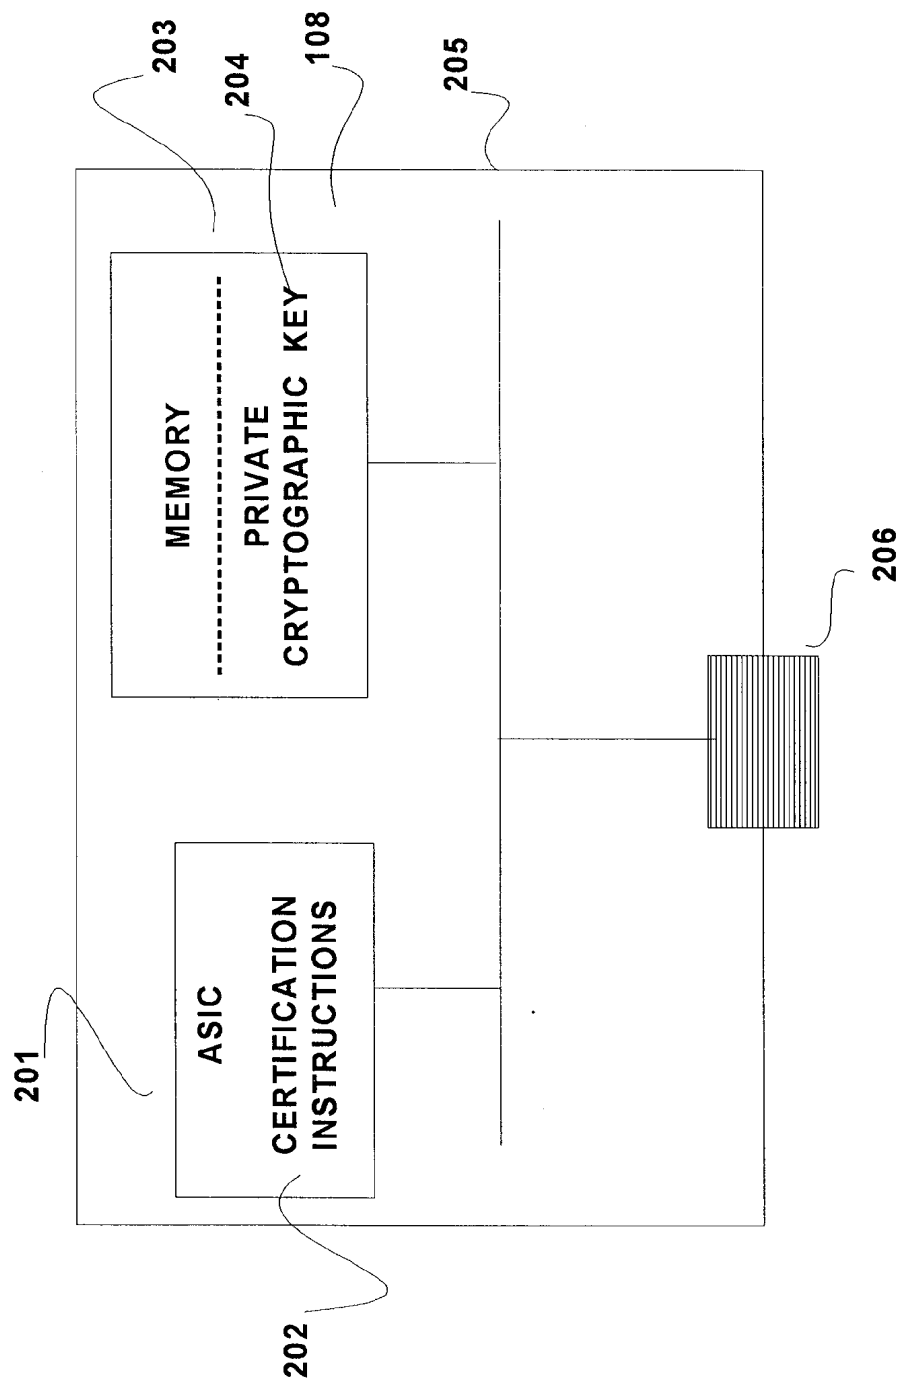 201
ASIC
CERTIFICATION
INSTRUCTIONS
202
203
MEMORY
PRIVATE
CRYPTOGRAPHIC KEY
204
108
205
206